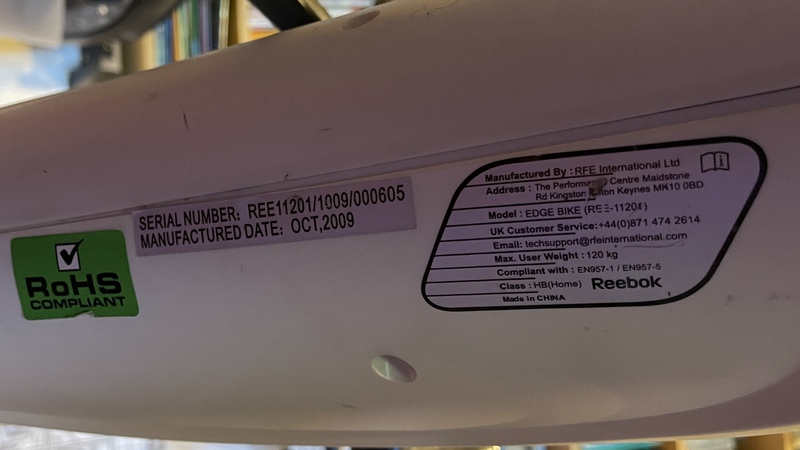 RoHS
COMPLIANT
SERIAL NUMBER: REE11201/1009/000605
MANUFACTURED DATE: OCT,2009
Manufactured By : RFE International Ltd
Address : The Centre Maidstone
Rd Kingston Keynes MK10 0BD
Model : EDGE BIKE
UK Customer Service:+44(0)871 474 2614
Email: techsupport@rfeinternational.com
Max. User Weight : 120 kg
Compliant with : EN957-1 / EN957-5
Class : HB(Home) Reebok
Made in CHINA